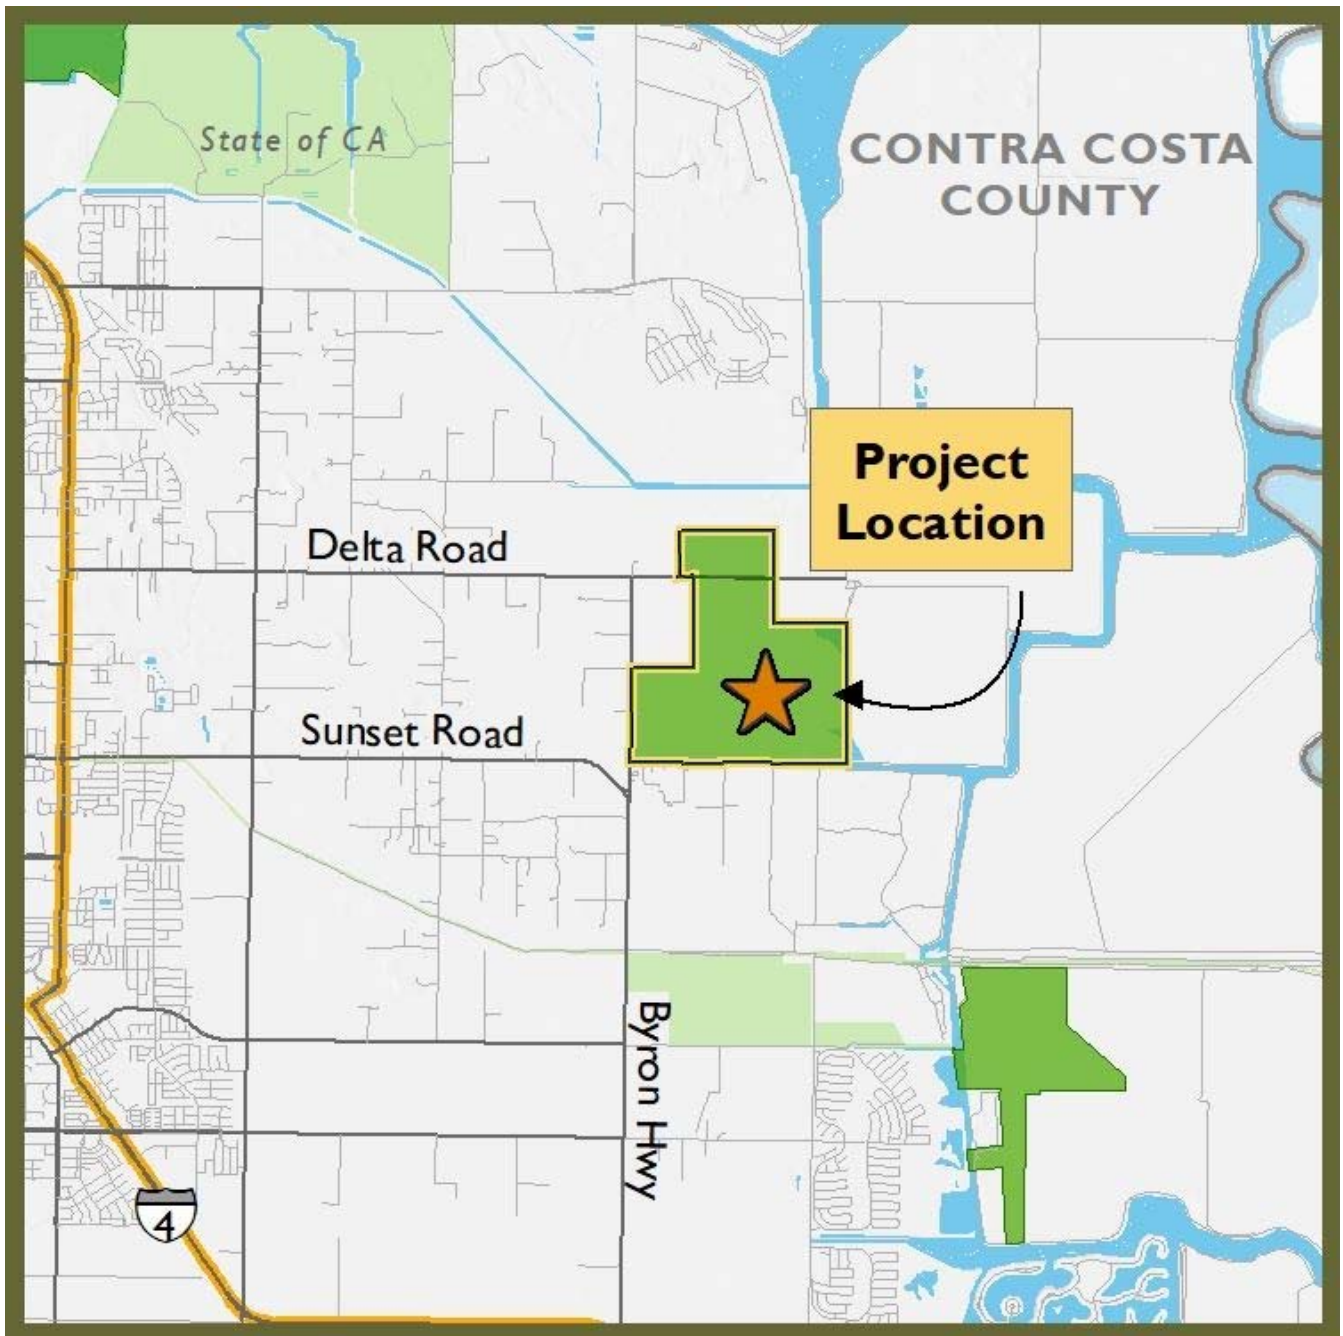 State of CA
CONTRA COSTA
COUNTY
Project
Location
Delta Road
Sunset Road
Byron Hwy
4